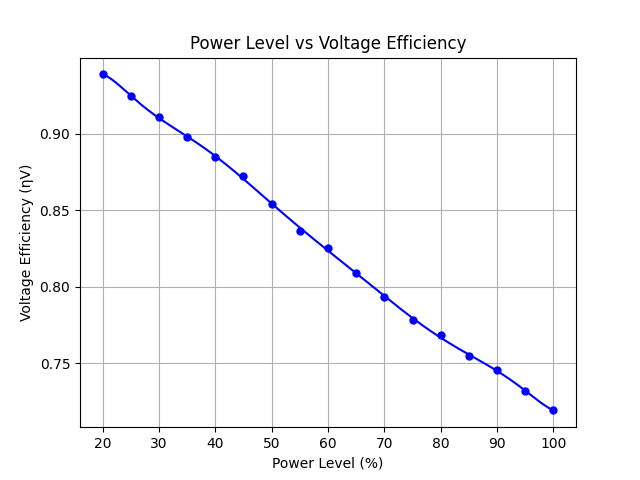 Power Level vs Voltage Efficiency
Voltage Efficiency (ηV)
0.90
0.85
0.80
0.75
20 30 40 50 60 70 80 90 100
Power Level (%)